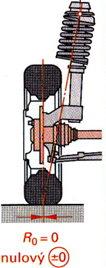 R₀ = 0
nulový ±0